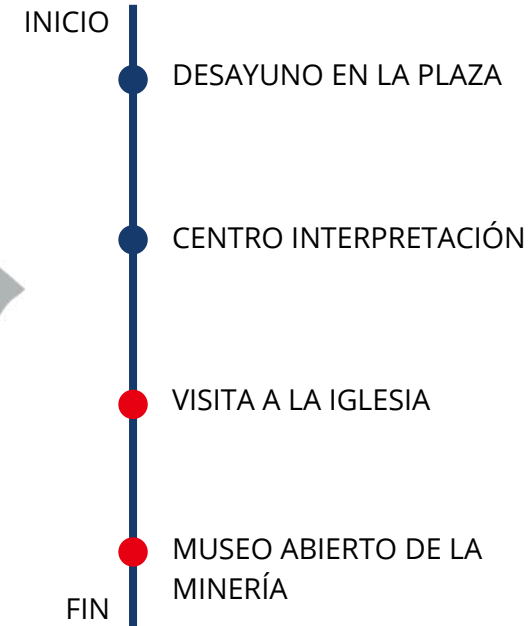 INICIO
DESAYUNO EN LA PLAZA
CENTRO INTERPRETACIÓN
VISITA A LA IGLESIA
MUSEO ABIERTO DE LA
MINERÍA
FIN